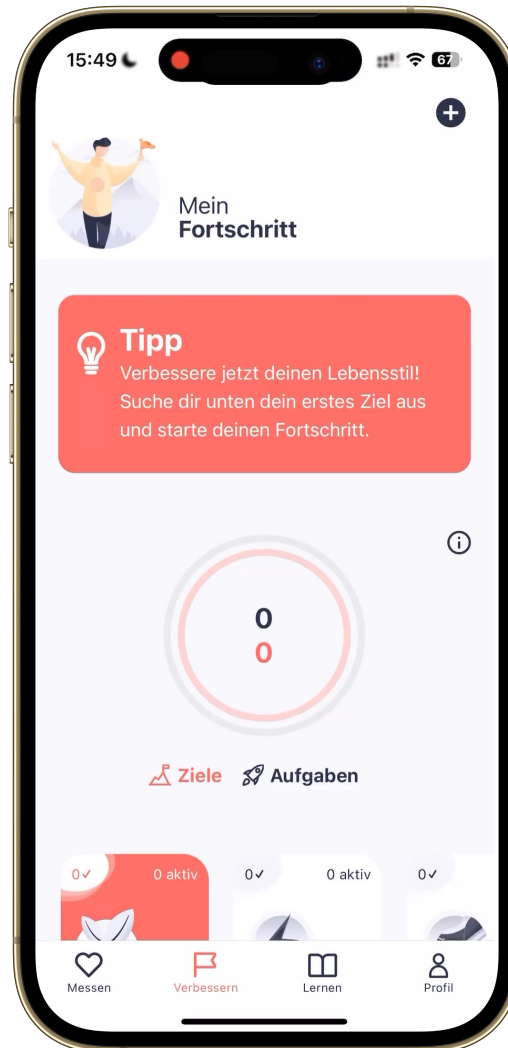 15:49
67
Mein
Fortschritt
Tipp
Verbessere jetzt deinen Lebensstil!
Suche dir unten dein erstes Ziel aus
und starte deinen Fortschritt.
0
0
Ziele Aufgaben
0 0 aktiv 0 0 aktiv 0
Messen Verbessern Lernen Profil